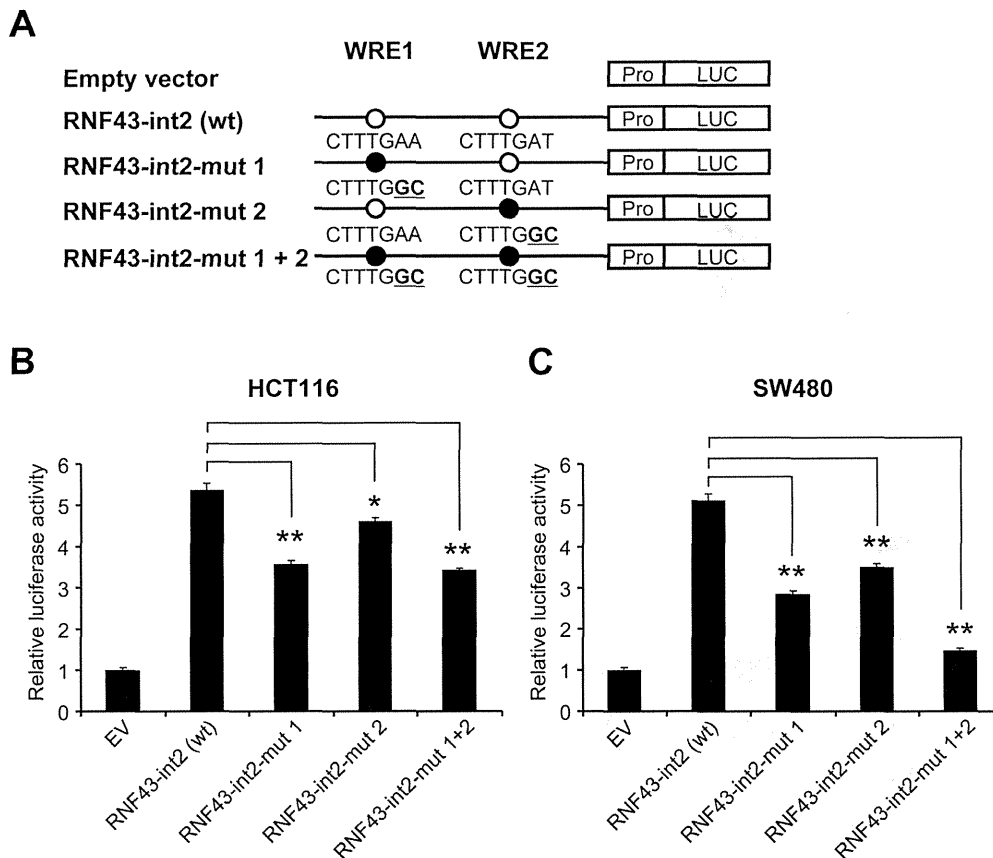 A
WRE1 WRE2
Empty vector Pro LUC
RNF43-int2 (wt) Pro LUC
CTTTGAA CTTTGAT
RNF43-int2-mut 1 Pro LUC
CTTTGGC CTTTGAT
RNF43-int2-mut 2 Pro LUC
CTTTGAA CTTTGGC
RNF43-int2-mut 1 + 2 Pro LUC
CTTTGGC CTTTGGC
B
HCT116
Relative luciferase activity
6
5
4
3
2
1
0
**
*
**
EV
RNF43-int2 (wt)
RNF43-int2-mut 1
RNF43-int2-mut 2
RNF43-int2-mut 1+2
C
SW480
Relative luciferase activity
6
5
4
3
2
1
0
**
**
**
EV
RNF43-int2 (wt)
RNF43-int2-mut 1
RNF43-int2-mut 2
RNF43-int2-mut 1+2